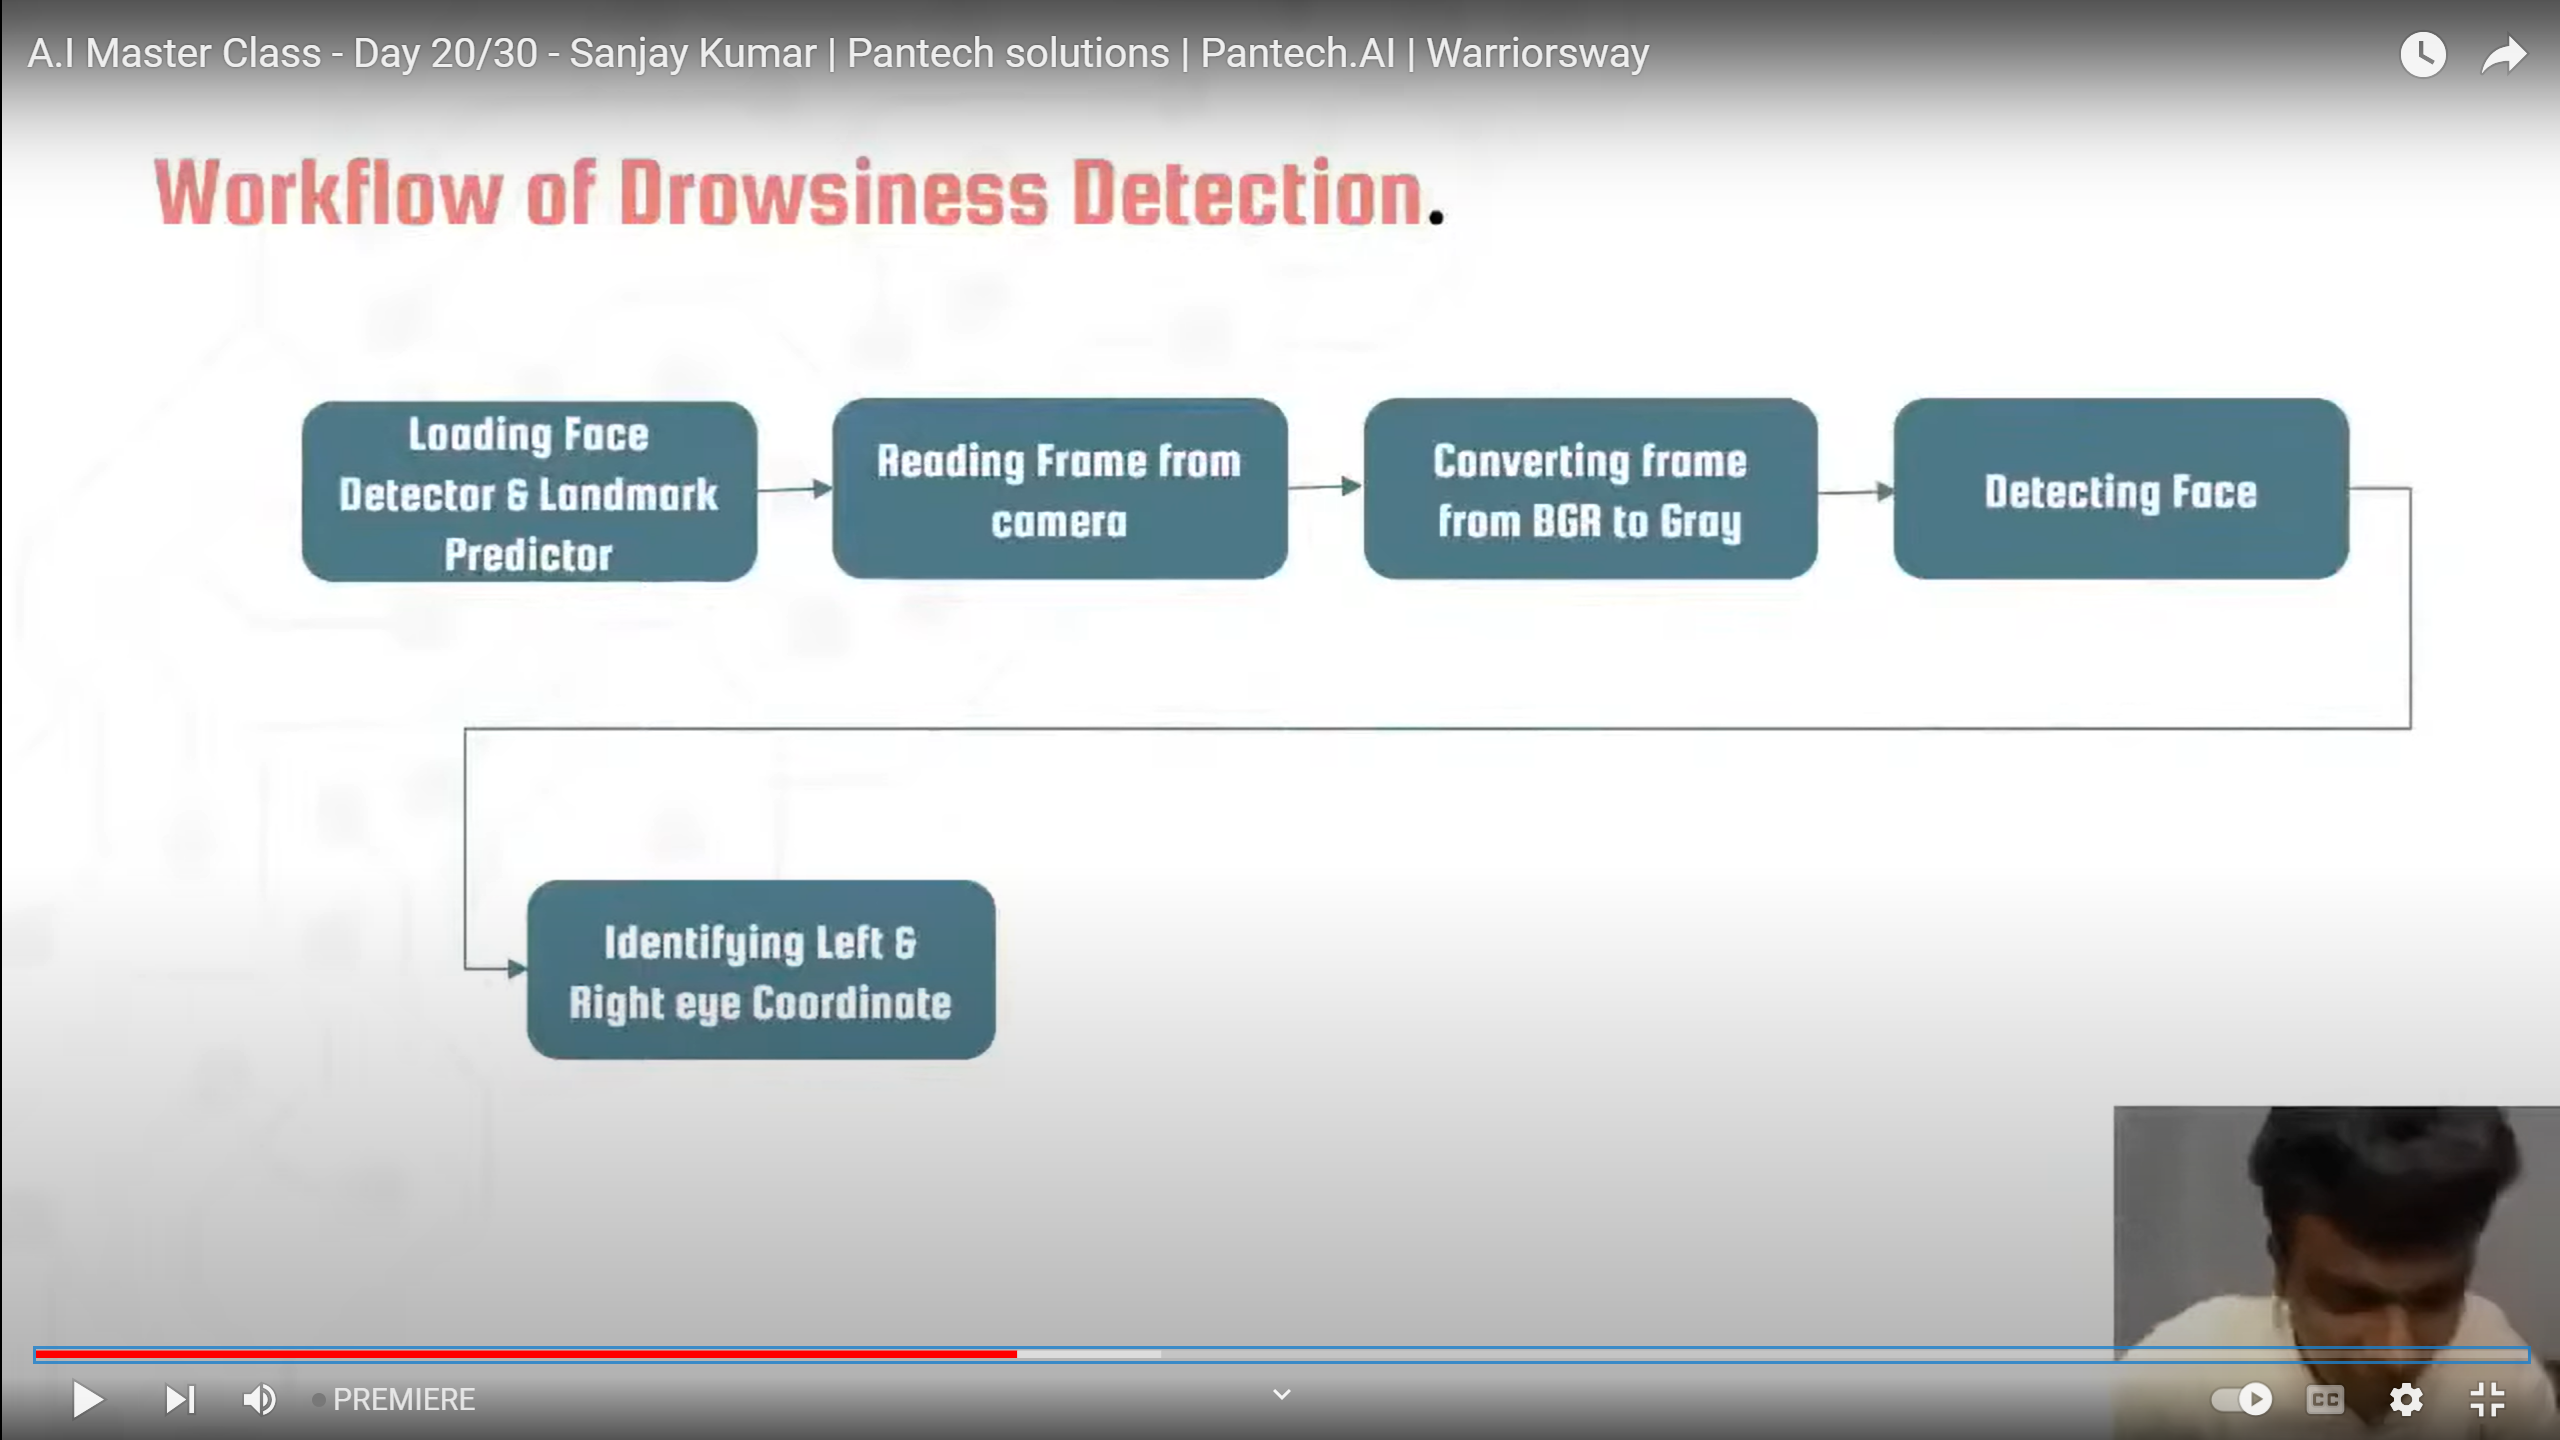 A.I Master Class - Day 20/30 - Sanjay Kumar | Pantech solutions | Pantech.AI | Warriorsway
Workflow of Drowsiness Detection.
Loading Face
Detector & Landmark
Predictor
Reading Frame from
camera
Converting frame
from BGR to Gray
Detecting Face
Identifying Left &
Right eye Coordinate
PREMIERE
CC